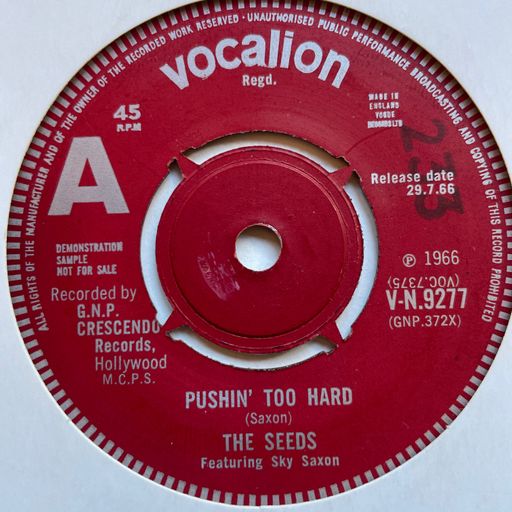 ALL RIGHTS OF THE MANUFACTURER AND OF THE OWNER OF THE RECORDED WORK RESERVED · UNAUTHORISED PUBLIC PERFORMANCE BROADCASTING AND COPYING OF THIS RECORD PROHIBITED
vocalion
Regd.
45
R.P.M
MADE IN
ENGLAND
A
233
Release date
29.7.66
DEMONSTRATION
SAMPLE
NOT FOR SALE
℗ 1966
(VOC.7375)
V-N.9277
(GNP.372X)
Recorded by
G.N.P.
CRESCENDO
Records,
Hollywood
M.C.P.S.
PUSHIN' TOO HARD
(Saxon)
THE SEEDS
Featuring Sky Saxon